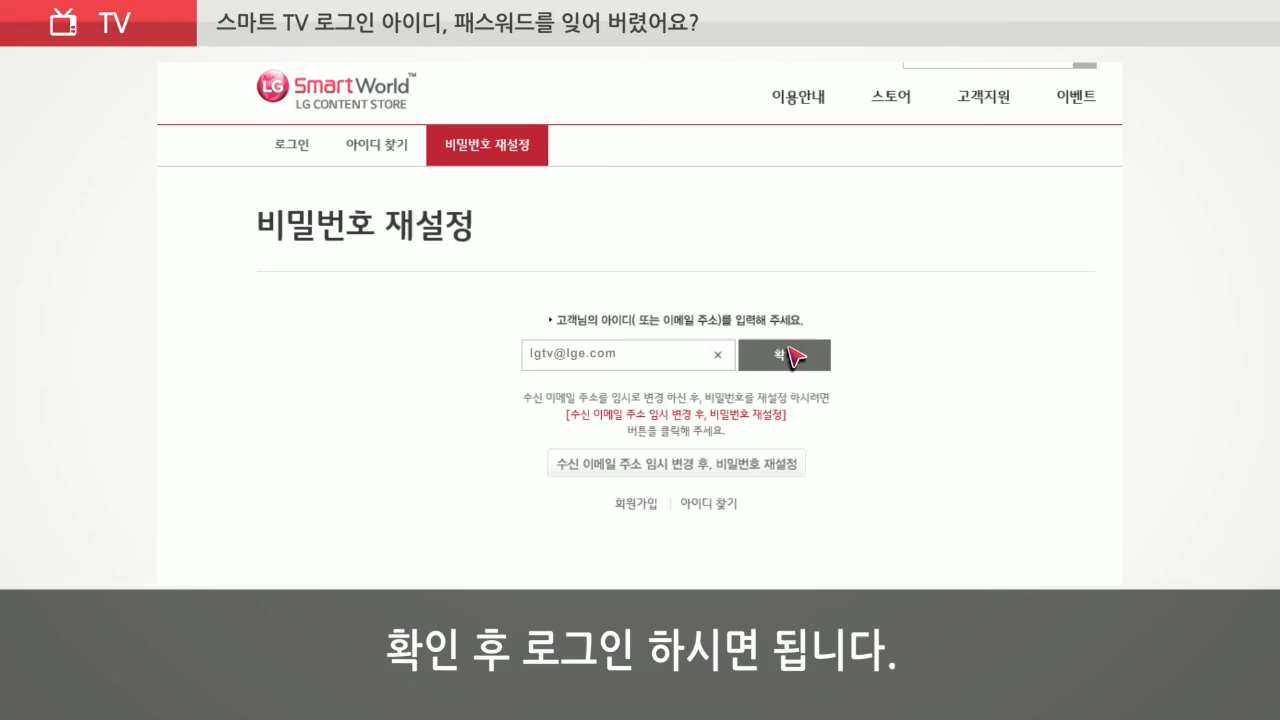 TV
스마트 TV 로그인 아이디, 패스워드를 잊어 버렸어요?
LG SmartWorld™
LG CONTENT STORE
이용안내 스토어 고객지원 이벤트
로그인 아이디 찾기 비밀번호 재설정
비밀번호 재설정
고객님의 아이디( 또는 이메일 주소)를 입력해 주세요.
lgtv@lge.com × 확
수신 이메일 주소를 임시로 변경 하신 후, 비밀번호를 재설정 하시려면
[수신 이메일 주소 임시 변경 후, 비밀번호 재설정]
버튼을 클릭해 주세요.
수신 이메일 주소 임시 변경 후, 비밀번호 재설정
회원가입 | 아이디 찾기
확인 후 로그인 하시면 됩니다.